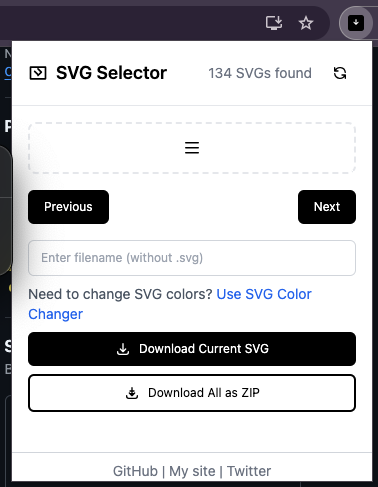 SVG Selector 134 SVGs found
Previous Next
Enter filename (without .svg)
Need to change SVG colors? Use SVG Color
Changer
Download Current SVG
Download All as ZIP
GitHub | My site | Twitter